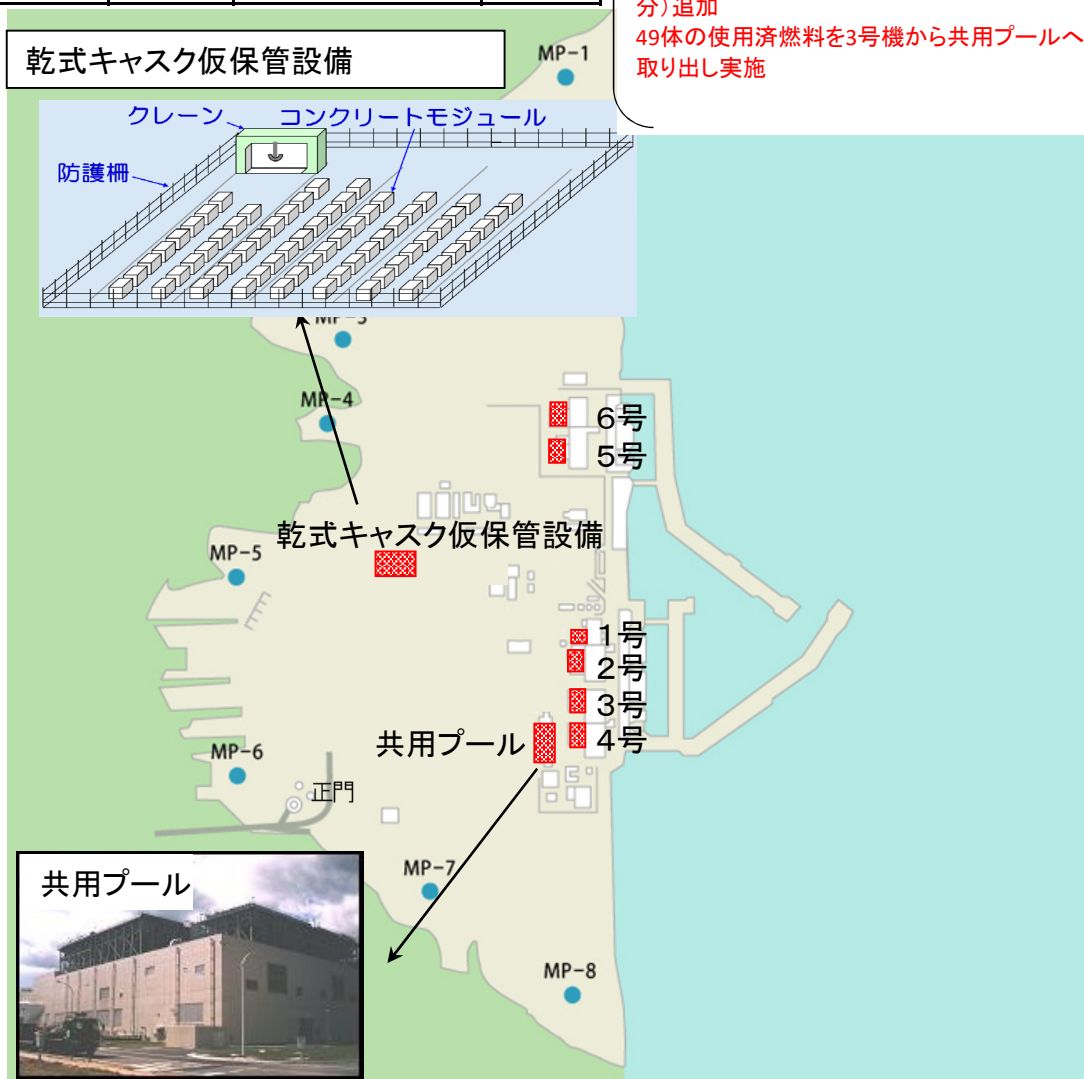 分）追加
49体の使用済燃料を3号機から共用プールへ
取り出し実施
乾式キャスク仮保管設備
MP-1
クレーン
コンクリートモジュール
防護柵
MP-3
MP-4
6号
5号
乾式キャスク仮保管設備
MP-5
1号
2号
3号
共用プール
4号
MP-6
正門
MP-7
共用プール
MP-8